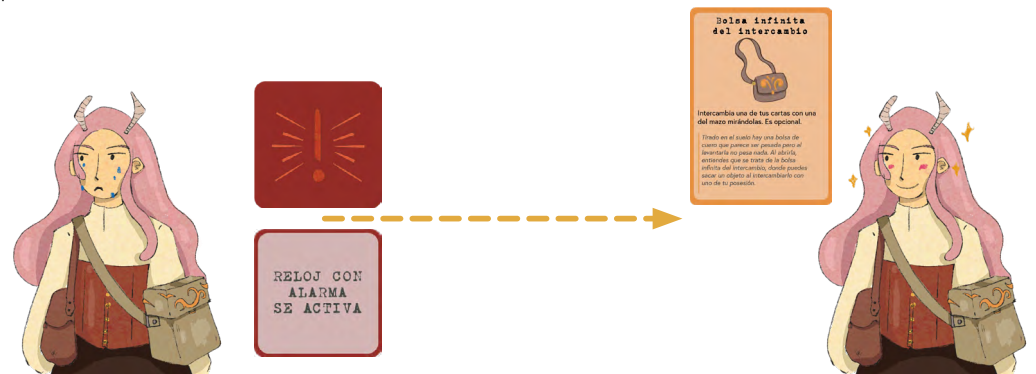 Bolsa infinita
del intercambio
Intercambia una de tus cartas con una
del mazo mirándolas. Es opcional.
Tirado en el suelo hay una bolsa de
cuero que parece ser pesada pero al
levantarla no pesa nada. Al abrirla,
entiendes que se trata de la bolsa
infinita del intercambio, donde puedes
sacar un objeto al intercambiarlo con
uno de tu posesión.
RELOJ CON
ALARMA
SE ACTIVA